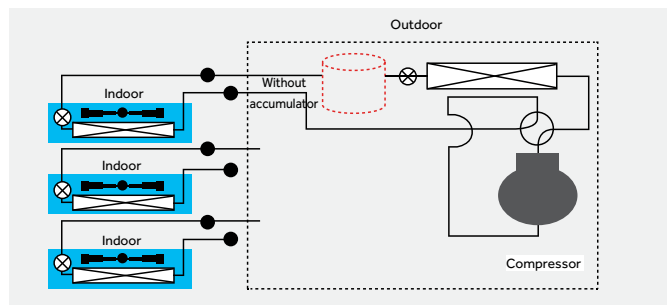 Outdoor
Indoor
Without
accumulator
Indoor
Indoor
Compressor